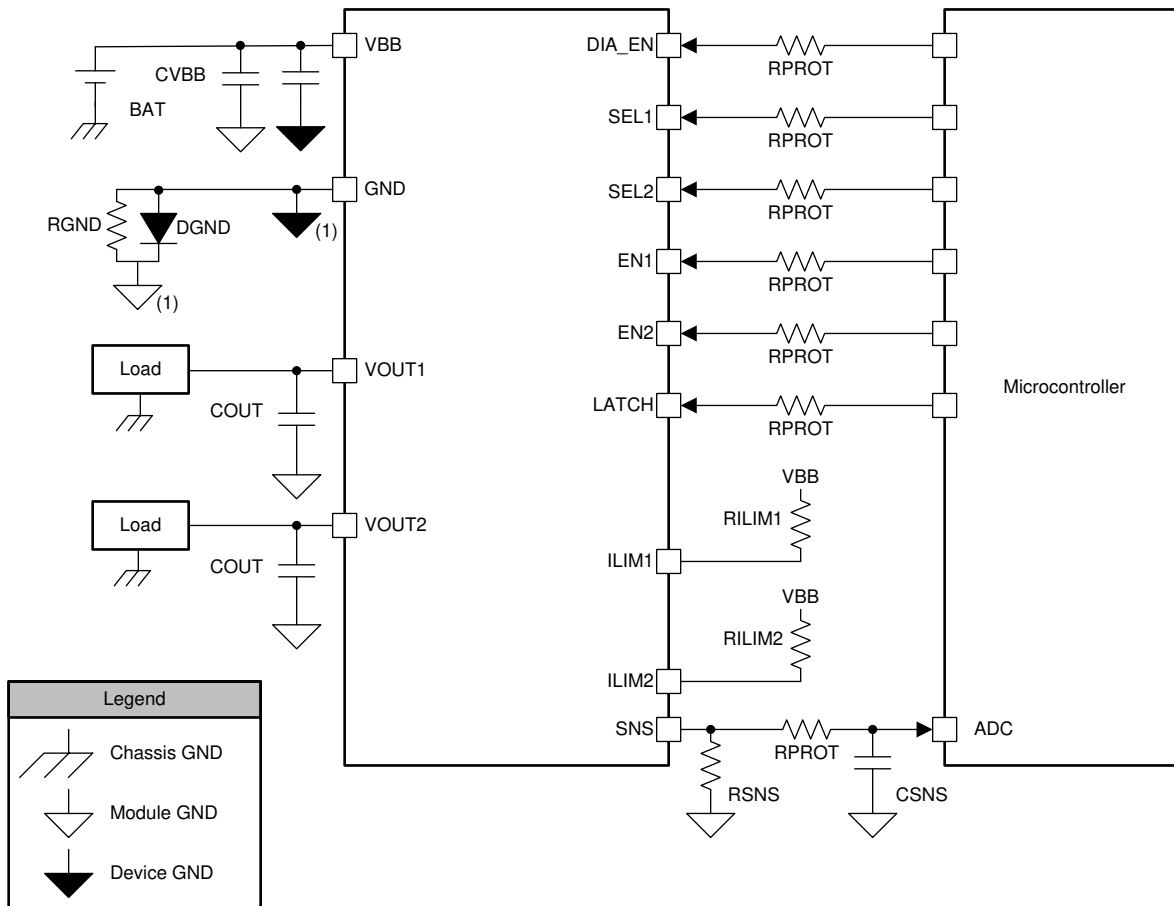 VBB
CVBB
BAT
GND
RGND
DGND
(1)
(1)
Load
VOUT1
COUT
Load
VOUT2
COUT
DIA_EN
RPROT
SEL1
RPROT
SEL2
RPROT
EN1
RPROT
EN2
RPROT
LATCH
RPROT
VBB
RILIM1
ILIM1
VBB
RILIM2
ILIM2
SNS
RPROT
ADC
RSNS
CSNS
Microcontroller
Legend
Chassis GND
Module GND
Device GND